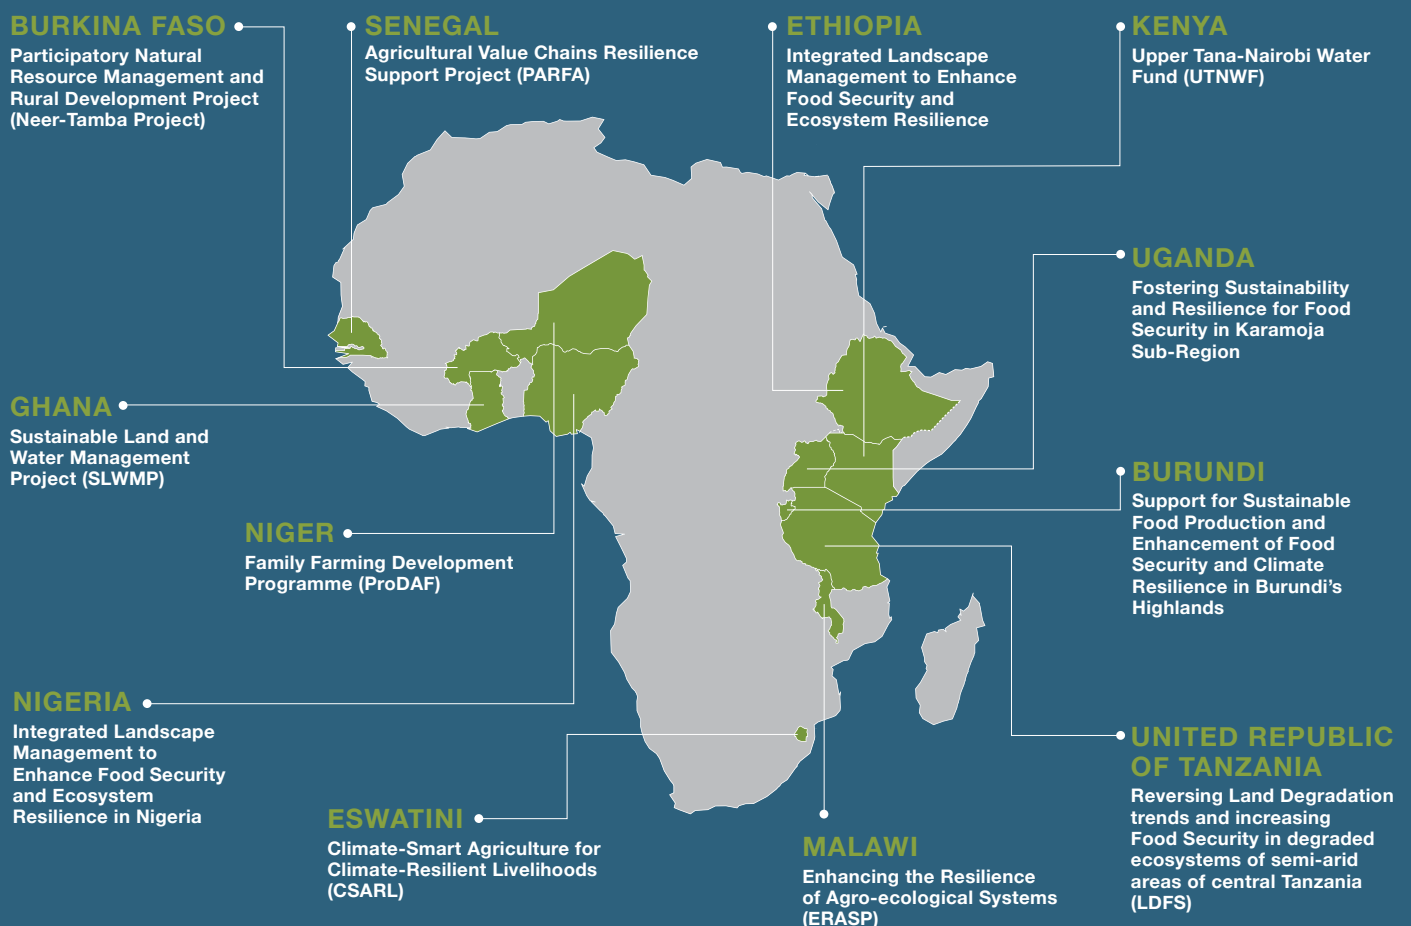 BURKINA FASO
Participatory Natural
Resource Management and
Rural Development Project
(Neer-Tamba Project)
SENEGAL
Agricultural Value Chains Resilience
Support Project (PARFA)
ETHIOPIA
Integrated Landscape
Management to Enhance
Food Security and
Ecosystem Resilience
KENYA
Upper Tana-Nairobi Water
Fund (UTNWF)
UGANDA
Fostering Sustainability
and Resilience for Food
Security in Karamoja
Sub-Region
GHANA
Sustainable Land and
Water Management
Project (SLWMP)
BURUNDI
Support for Sustainable
Food Production and
Enhancement of Food
Security and Climate
Resilience in Burundi’s
Highlands
NIGER
Family Farming Development
Programme (ProDAF)
NIGERIA
Integrated Landscape
Management to
Enhance Food Security
and Ecosystem
Resilience in Nigeria
UNITED REPUBLIC
OF TANZANIA
Reversing Land Degradation
trends and increasing
Food Security in degraded
ecosystems of semi-arid
areas of central Tanzania
(LDFS)
ESWATINI
Climate-Smart Agriculture for
Climate-Resilient Livelihoods
(CSARL)
MALAWI
Enhancing the Resilience
of Agro-ecological Systems
(ERASP)